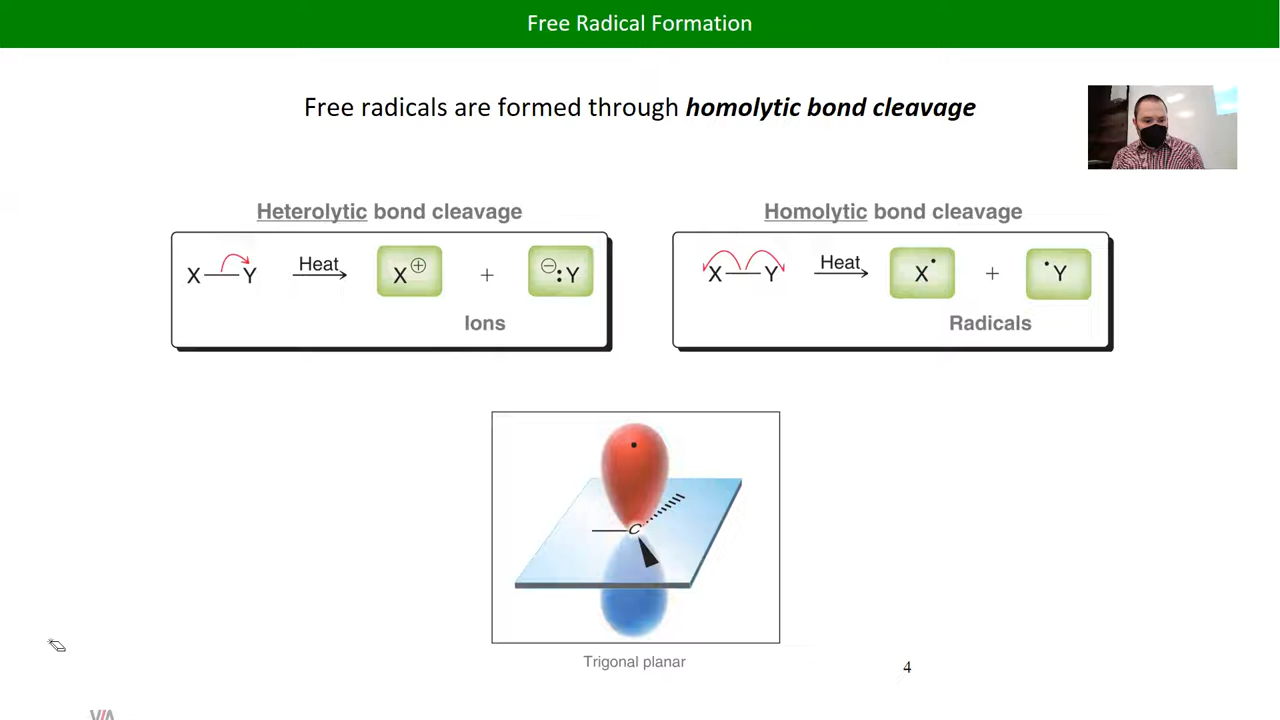 Free Radical Formation
Free radicals are formed through homolytic bond cleavage
Heterolytic bond cleavage
X — Y Heat X⊕ + ⊖:Y
Ions
Homolytic bond cleavage
X — Y Heat X• + •Y
Radicals
C
Trigonal planar
4